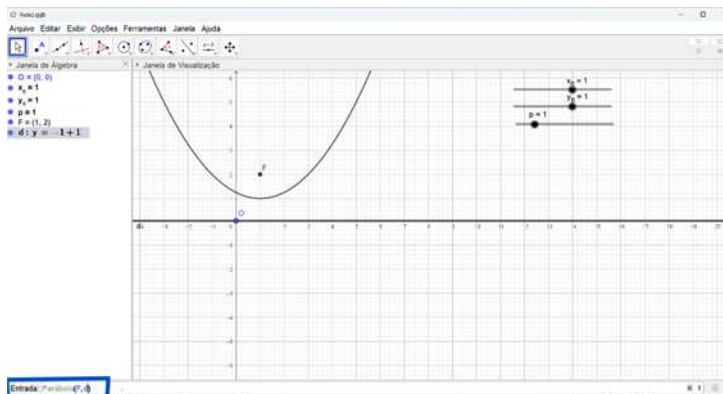 Arquivo Editar Exibir Opções Ferramentas Janela Ajuda
Janela de Álgebra
Janela de Visualização
O = (0, 0)
x₀ = 1
y₀ = 1
p = 1
F = (1, 2)
d : y = −1+1
F
O
x₀ = 1
y₀ = 1
p = 1
Entrada: Parábola(F,d)